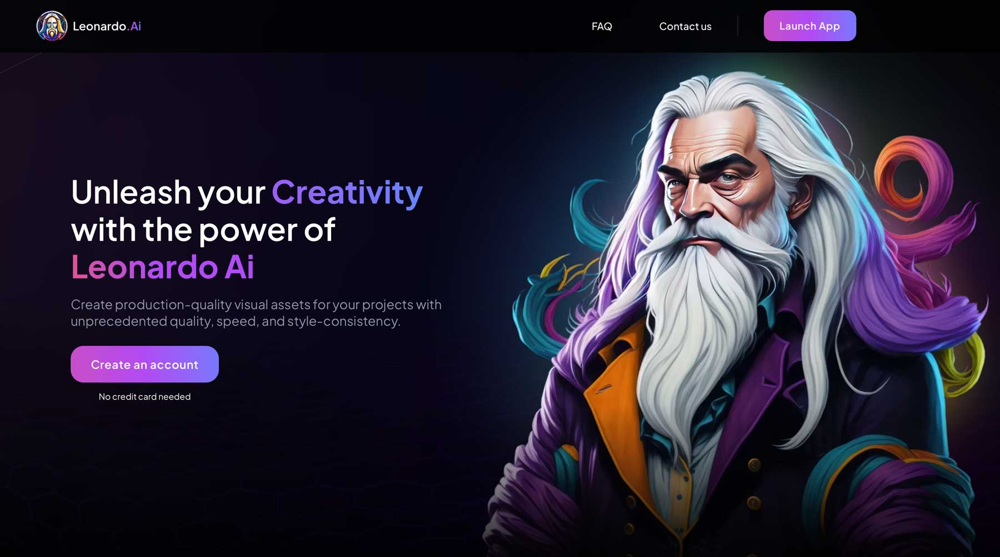 Leonardo.Ai
FAQ
Contact us
Launch App
Unleash your Creativity
with the power of
Leonardo Ai
Create production-quality visual assets for your projects with
unprecedented quality, speed, and style-consistency.
Create an account
No credit card needed